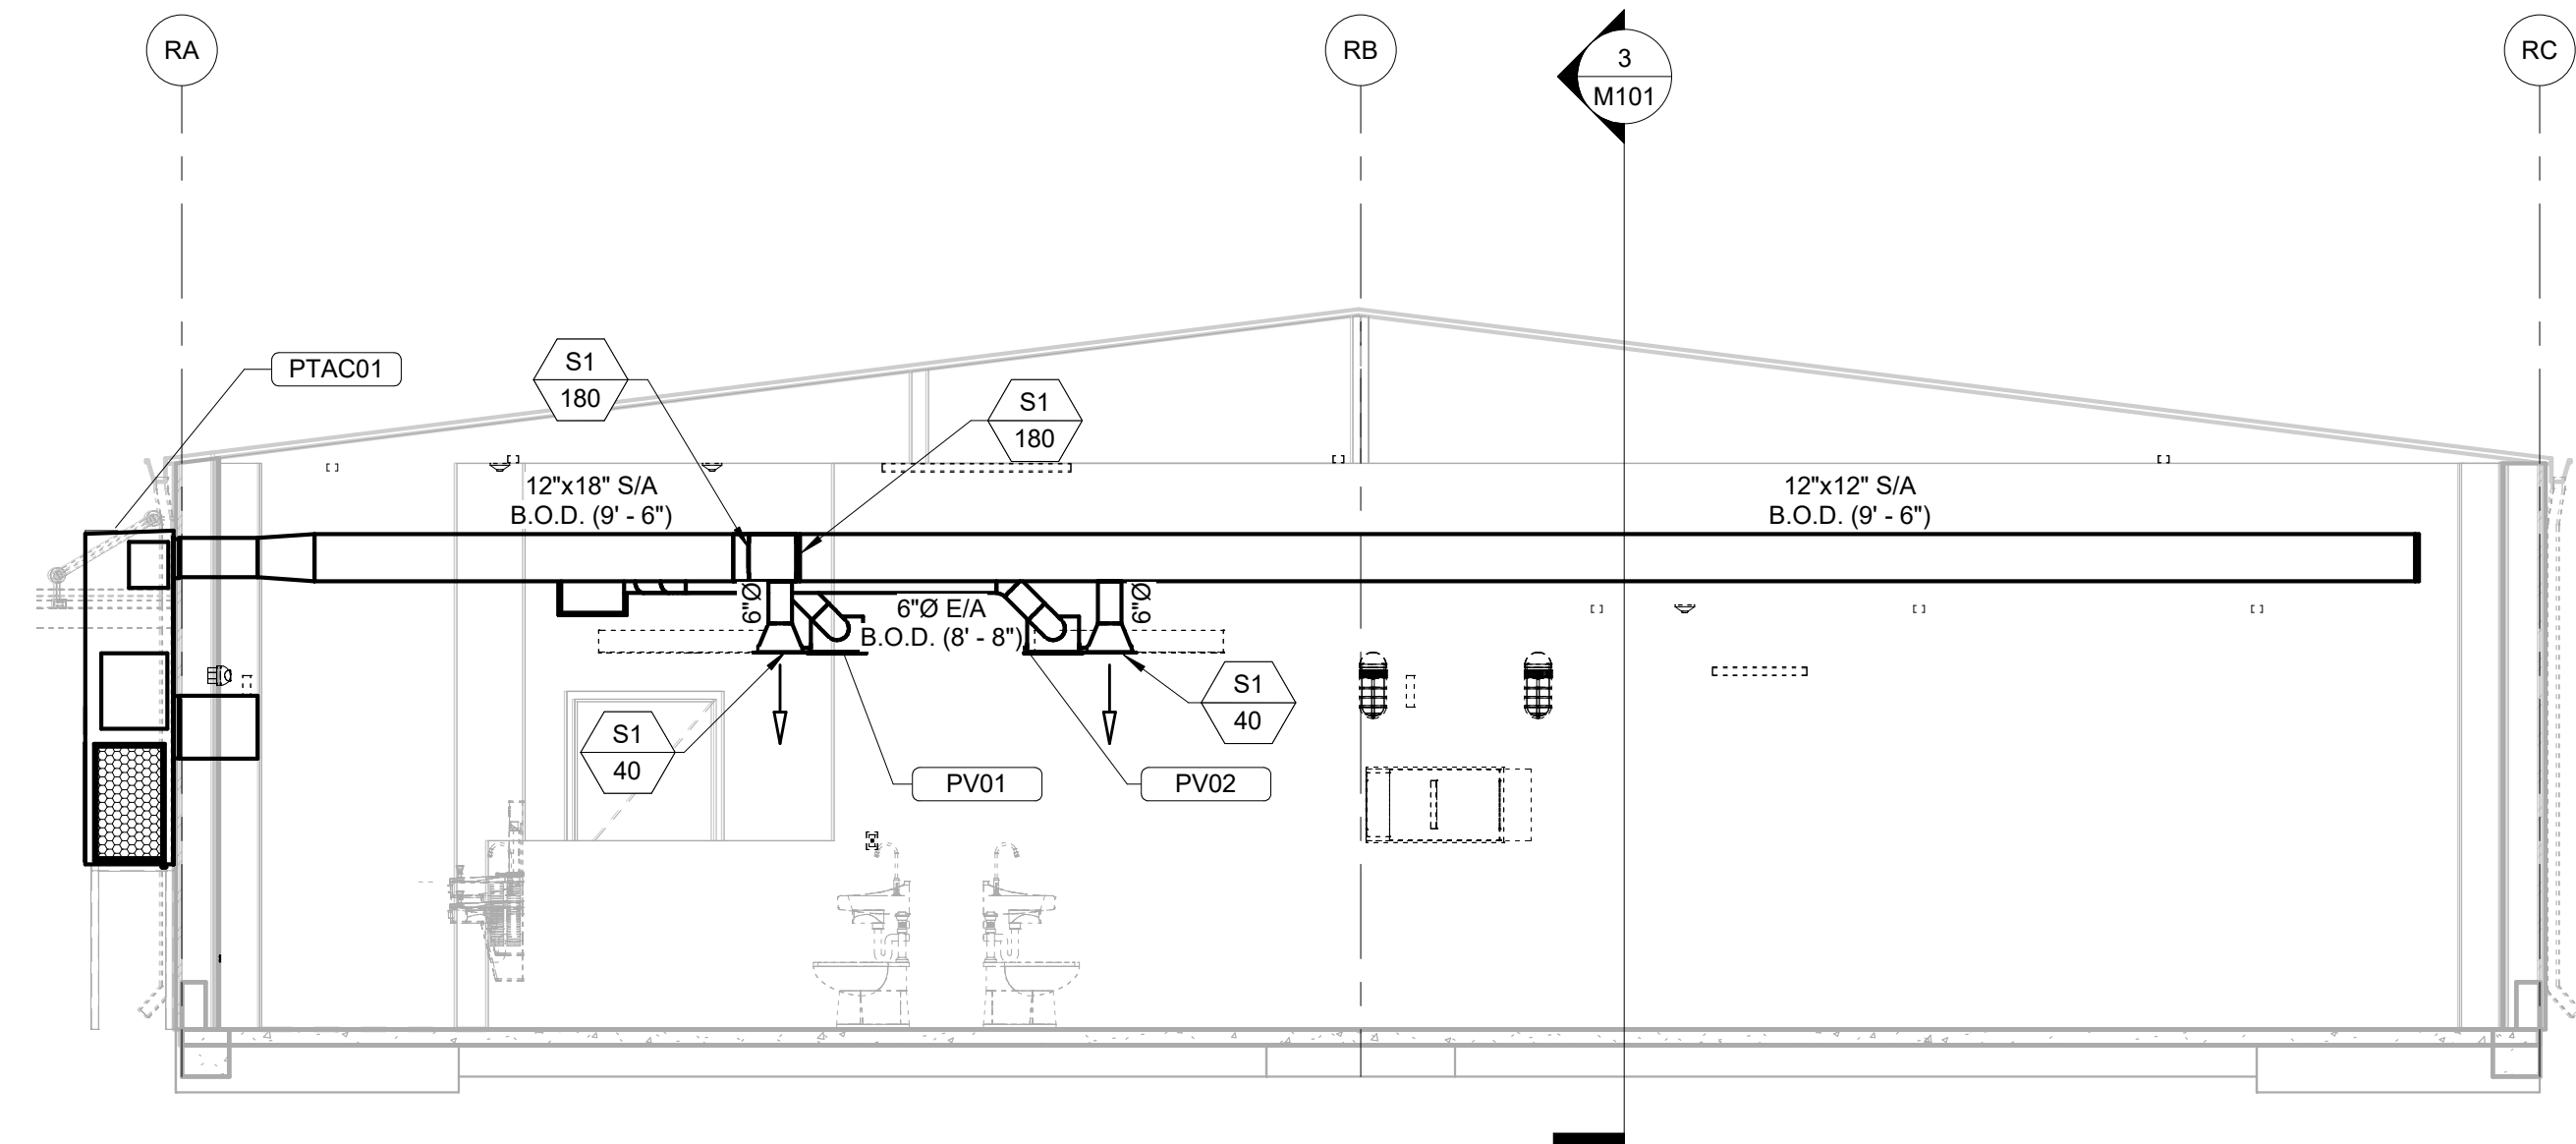 RA
RB
3
M101
RC
PTAC01
S1
180
S1
180
12"x18" S/A
B.O.D. (9' - 6")
12"x12" S/A
B.O.D. (9' - 6")
6"Ø
6"Ø E/A
B.O.D. (8' - 8")
6"Ø
S1
40
S1
40
PV01
PV02